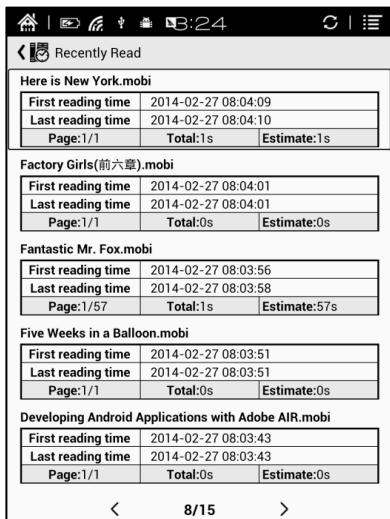 8:24
Recently Read
Here is New York.mobi
First reading time 2014-02-27 08:04:09
Last reading time 2014-02-27 08:04:10
Page:1/1 Total:1s Estimate:1s
Factory Girls(前六章).mobi
First reading time 2014-02-27 08:04:01
Last reading time 2014-02-27 08:04:01
Page:1/1 Total:0s Estimate:0s
Fantastic Mr. Fox.mobi
First reading time 2014-02-27 08:03:56
Last reading time 2014-02-27 08:03:58
Page:1/57 Total:1s Estimate:57s
Five Weeks in a Balloon.mobi
First reading time 2014-02-27 08:03:51
Last reading time 2014-02-27 08:03:51
Page:1/1 Total:0s Estimate:0s
Developing Android Applications with Adobe AIR.mobi
First reading time 2014-02-27 08:03:43
Last reading time 2014-02-27 08:03:43
Page:1/1 Total:0s Estimate:0s
8/15